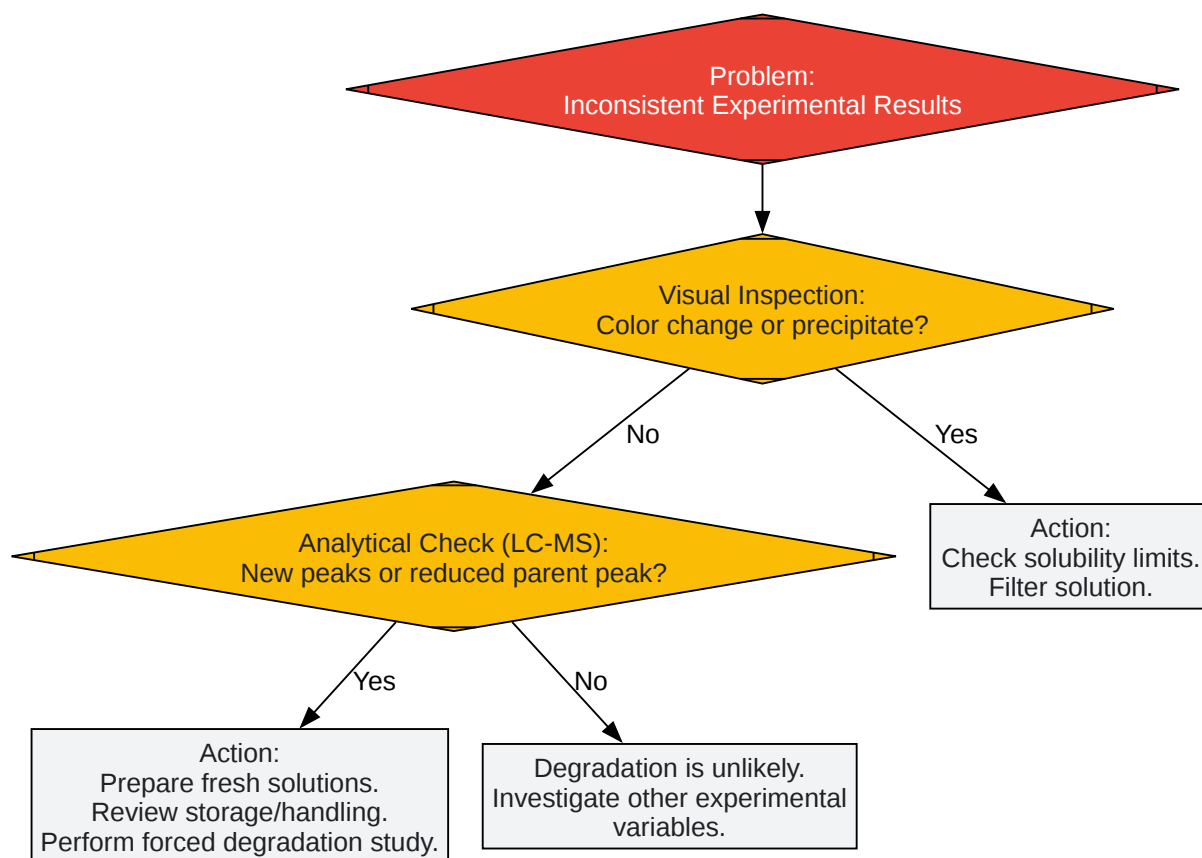 Problem:
Inconsistent Experimental Results
Visual Inspection:
Color change or precipitate?
No
Yes
Analytical Check (LC-MS):
New peaks or reduced parent peak?
Action:
Check solubility limits.
Filter solution.
Yes
No
Action:
Prepare fresh solutions.
Review storage/handling.
Perform forced degradation study.
Degradation is unlikely.
Investigate other experimental
variables.